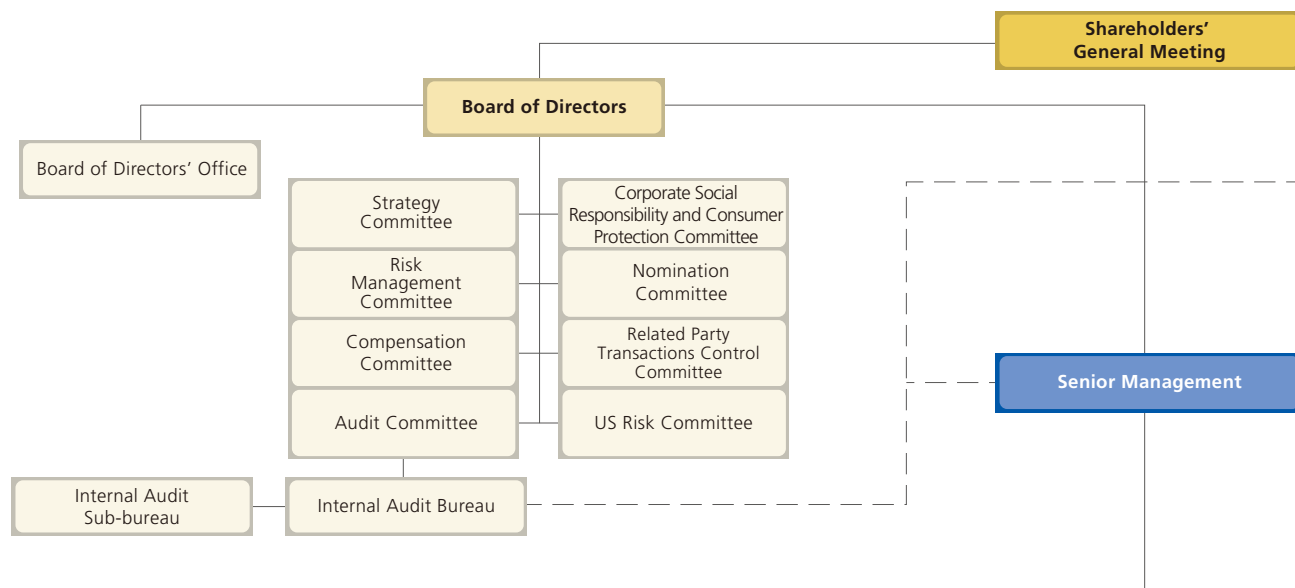 Shareholders’
General Meeting
Board of Directors
Board of Directors’ Office
Strategy
Committee
Corporate Social
Responsibility and Consumer
Protection Committee
Risk
Management
Committee
Nomination
Committee
Compensation
Committee
Related Party
Transactions Control
Committee
Senior Management
Audit Committee
US Risk Committee
Internal Audit
Sub-bureau
Internal Audit Bureau